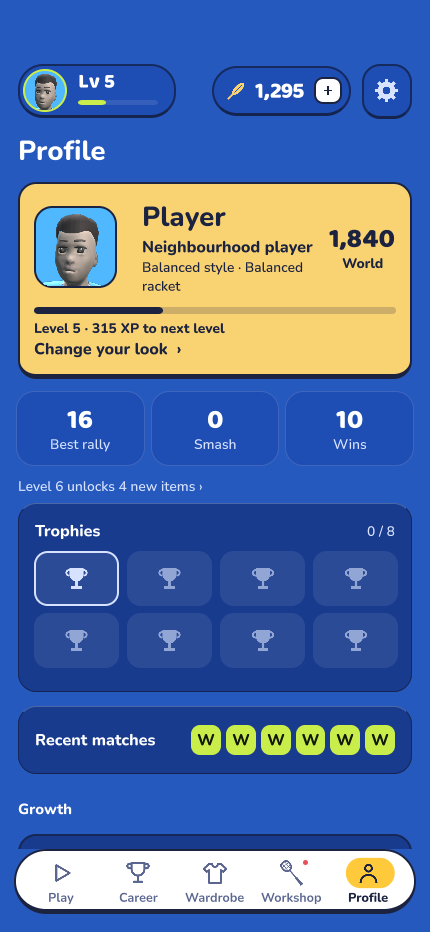 Lv 5
1,295
+
Profile
Player
Neighbourhood player
Balanced style · Balanced
racket
1,840
World
Level 5 · 315 XP to next level
Change your look ›
16
Best rally
0
Smash
10
Wins
Level 6 unlocks 4 new items ›
Trophies
0 / 8
Recent matches
W W W W W W
Growth
Play
Career
Wardrobe
Workshop
Profile